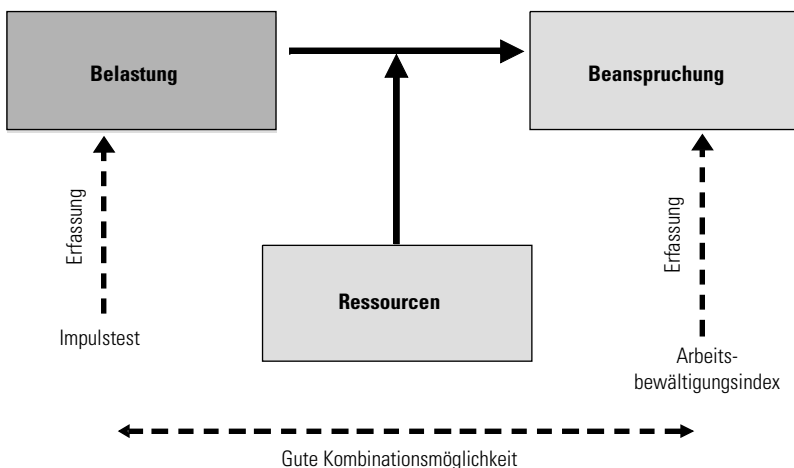 Belastung
Beanspruchung
Erfassung
Erfassung
Ressourcen
Impulstest
Arbeits-
bewältigungsindex
Gute Kombinationsmöglichkeit